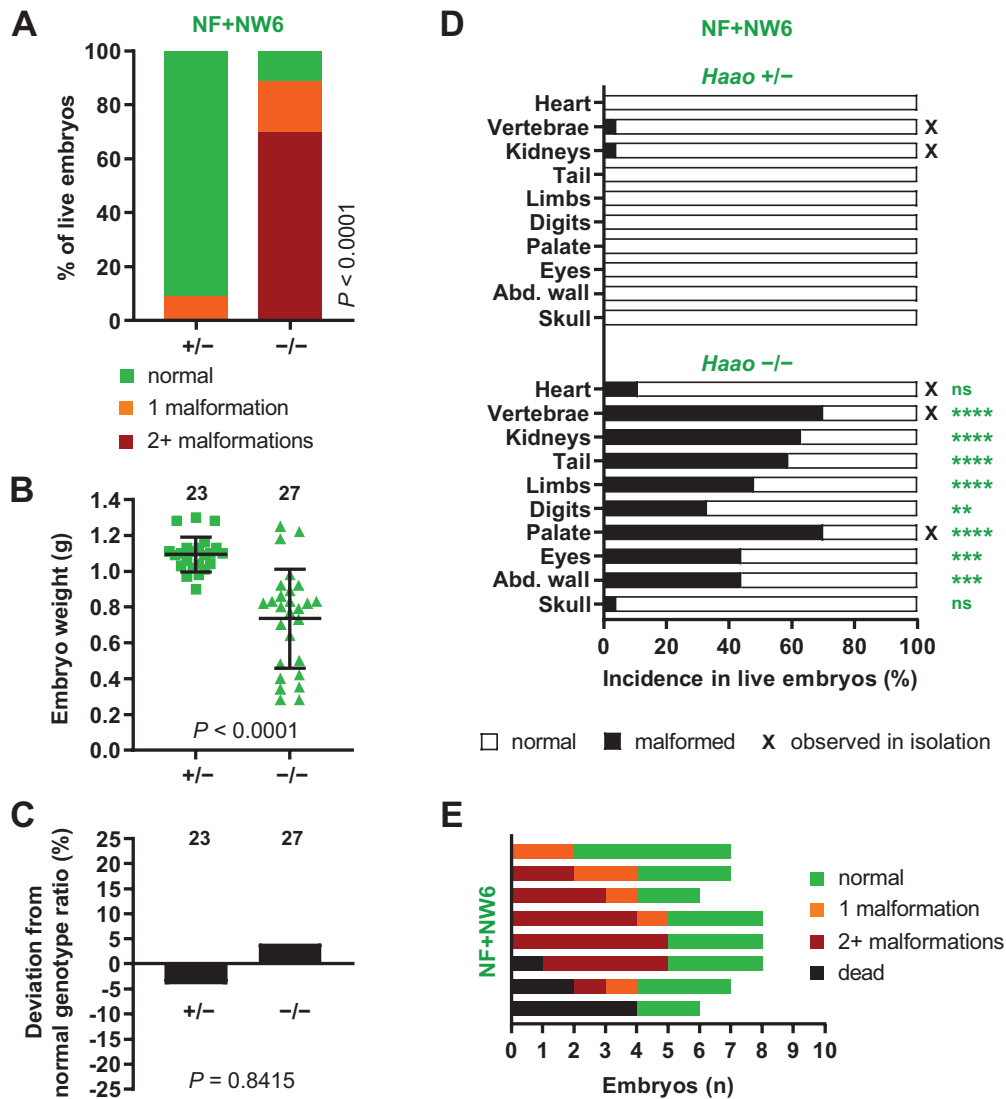 A
NF+NW6
% of live embryos
100
80
60
40
20
0
P < 0.0001
+/−
−/−
normal
1 malformation
2+ malformations
B
23
27
Embryo weight (g)
1.4
1.2
1.0
0.8
0.6
0.4
0.2
0.0
P < 0.0001
+/−
−/−
C
23
27
Deviation from
normal genotype ratio (%)
25
20
15
10
5
0
-5
-10
-15
-20
-25
+/−
−/−
P = 0.8415
D
NF+NW6
Haao +/−
Heart
Vertebrae X
Kidneys X
Tail
Limbs
Digits
Palate
Eyes
Abd. wall
Skull
Haao −/−
Heart X ns
Vertebrae X ****
Kidneys ****
Tail ****
Limbs ****
Digits **
Palate X ****
Eyes ***
Abd. wall ***
Skull ns
0 20 40 60 80 100
Incidence in live embryos (%)
normal malformed X observed in isolation
E
NF+NW6
normal
1 malformation
2+ malformations
dead
0 1 2 3 4 5 6 7 8 9 10
Embryos (n)